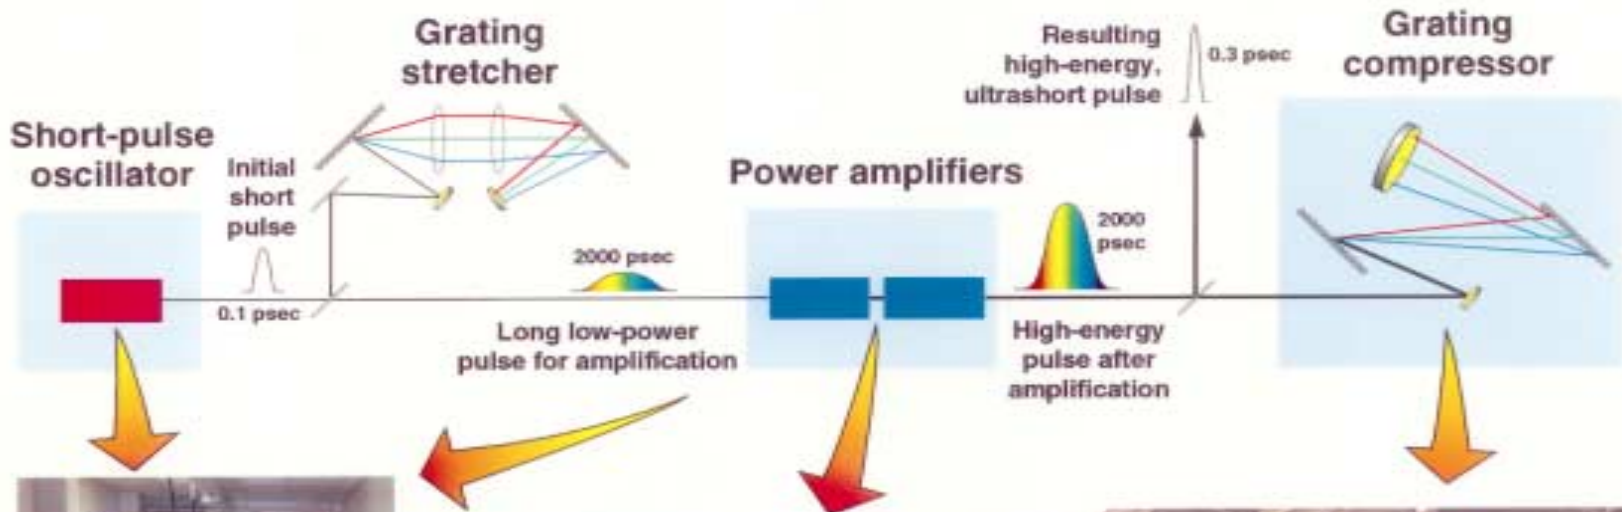 Grating
stretcher
Resulting
high-energy,
ultrashort pulse
0.3 psec
Grating
compressor
Short-pulse
oscillator
Initial
short
pulse
0.1 psec
2000 psec
Long low-power
pulse for amplification
Power amplifiers
2000
psec
High-energy
pulse after
amplification